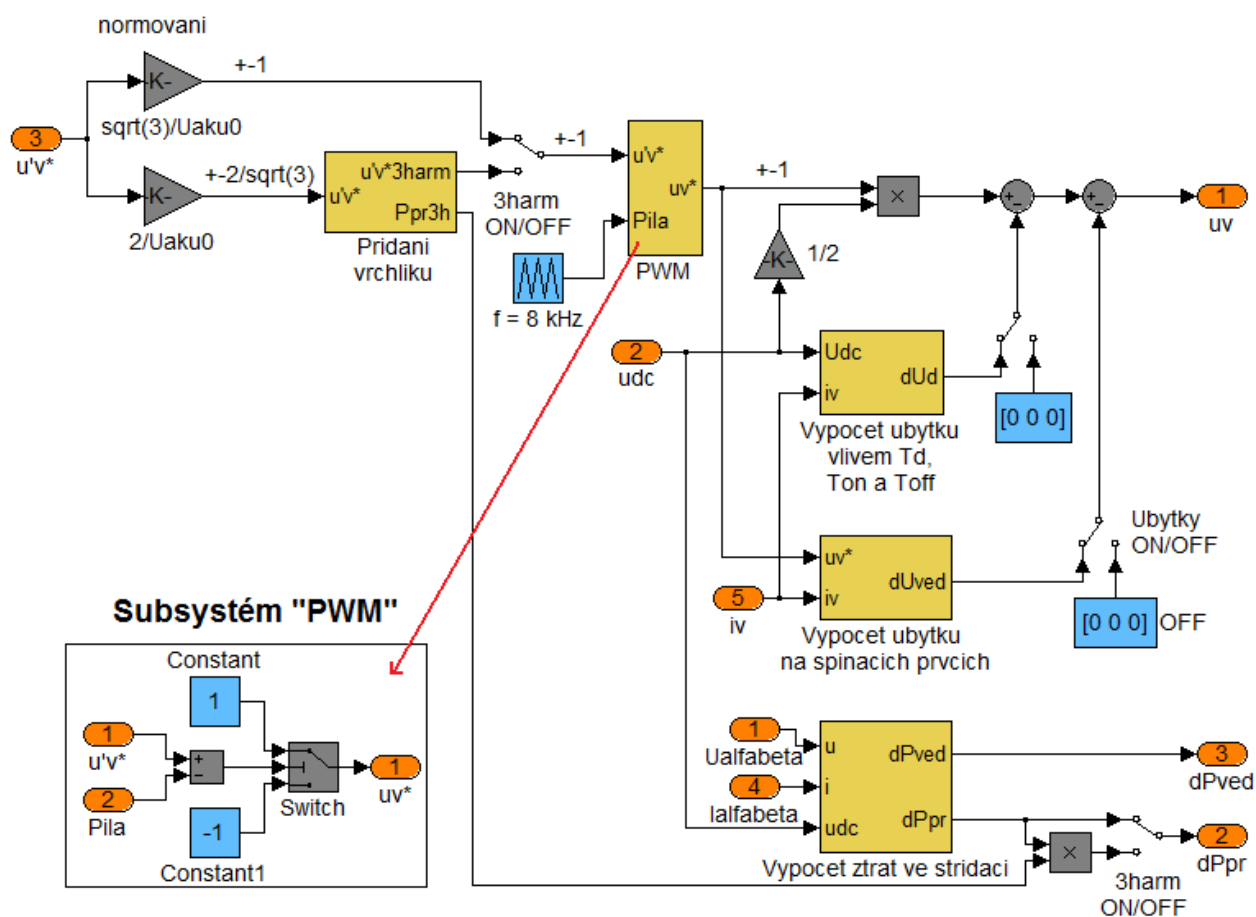 normovani
-K-
+-1
sqrt(3)/Uaku0
3
u'v*
-K-
+-2/sqrt(3)
2/Uaku0
u'v*
u'v*3harm
Ppr3h
Pridani
vrchliku
3harm
ON/OFF
+-1
f = 8 kHz
u'v*
Pila
uv*
PWM
+-1
×
-K-
1/2
+
−
+
−
1
uv
2
udc
Udc
iv
dUd
Vypocet ubytku
vlivem Td,
Ton a Toff
[0 0 0]
uv*
iv
dUved
Vypocet ubytku
na spinacich prvcich
5
iv
Ubytky
ON/OFF
[0 0 0]
OFF
Subsystém "PWM"
Constant
1
1
u'v*
2
Pila
+
−
-1
Constant1
Switch
1
uv*
1
Ualfabeta
4
Ialfabeta
u
i
udc
dPved
dPpr
Vypocet ztrat ve stridaci
3
dPved
×
2
dPpr
3harm
ON/OFF